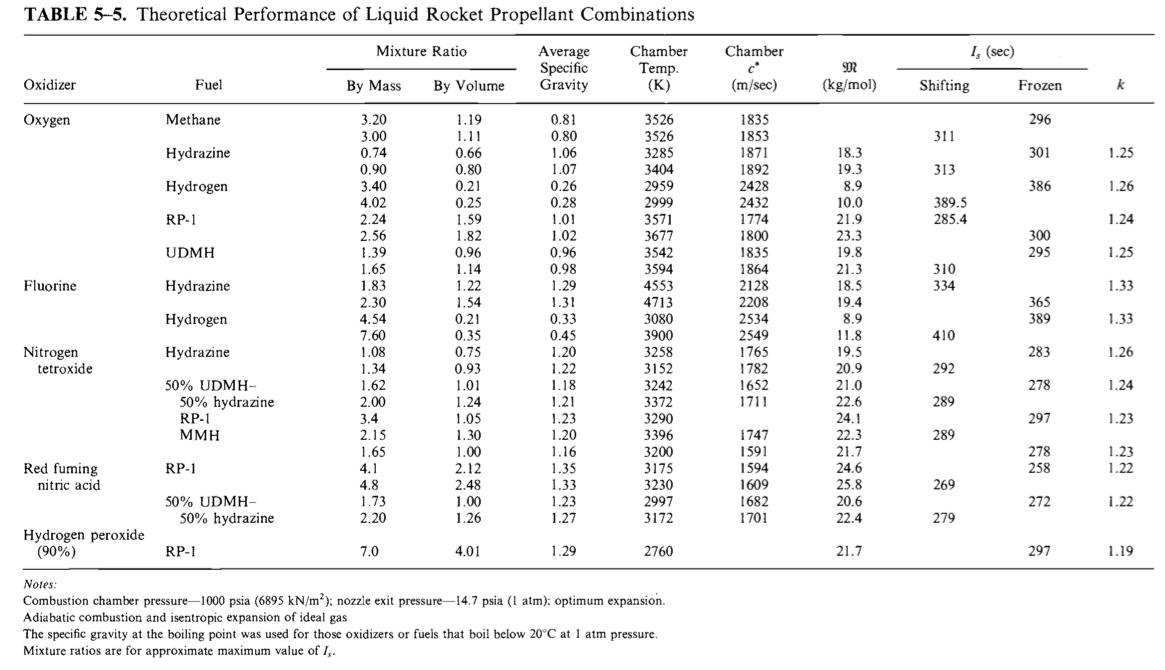 TABLE 5–5. Theoretical Performance of Liquid Rocket Propellant Combinations
Mixture Ratio Average Chamber Chamber I_s (sec)
Specific Temp. c* 𝔐
Oxidizer Fuel By Mass By Volume Gravity (K) (m/sec) (kg/mol) Shifting Frozen k
Oxygen Methane 3.20 1.19 0.81 3526 1835 296
3.00 1.11 0.80 3526 1853 311
Hydrazine 0.74 0.66 1.06 3285 1871 18.3 301 1.25
0.90 0.80 1.07 3404 1892 19.3 313
Hydrogen 3.40 0.21 0.26 2959 2428 8.9 386 1.26
4.02 0.25 0.28 2999 2432 10.0 389.5
RP-1 2.24 1.59 1.01 3571 1774 21.9 285.4 1.24
2.56 1.82 1.02 3677 1800 23.3 300
UDMH 1.39 0.96 0.96 3542 1835 19.8 295 1.25
1.65 1.14 0.98 3594 1864 21.3 310
Fluorine Hydrazine 1.83 1.22 1.29 4553 2128 18.5 334 1.33
2.30 1.54 1.31 4713 2208 19.4 365
Hydrogen 4.54 0.21 0.33 3080 2534 8.9 389 1.33
7.60 0.35 0.45 3900 2549 11.8 410
Nitrogen Hydrazine 1.08 0.75 1.20 3258 1765 19.5 283 1.26
tetroxide 1.34 0.93 1.22 3152 1782 20.9 292
50% UDMH– 1.62 1.01 1.18 3242 1652 21.0 278 1.24
50% hydrazine 2.00 1.24 1.21 3372 1711 22.6 289
RP-1 3.4 1.05 1.23 3290 24.1 297 1.23
MMH 2.15 1.30 1.20 3396 1747 22.3 289
1.65 1.00 1.16 3200 1591 21.7 278 1.23
Red fuming RP-1 4.1 2.12 1.35 3175 1594 24.6 258 1.22
nitric acid 4.8 2.48 1.33 3230 1609 25.8 269
50% UDMH– 1.73 1.00 1.23 2997 1682 20.6 272 1.22
50% hydrazine 2.20 1.26 1.27 3172 1701 22.4 279
Hydrogen peroxide
(90%) RP-1 7.0 4.01 1.29 2760 21.7 297 1.19
Notes:
Combustion chamber pressure—1000 psia (6895 kN/m²); nozzle exit pressure—14.7 psia (1 atm); optimum expansion.
Adiabatic combustion and isentropic expansion of ideal gas
The specific gravity at the boiling point was used for those oxidizers or fuels that boil below 20°C at 1 atm pressure.
Mixture ratios are for approximate maximum value of I_s.